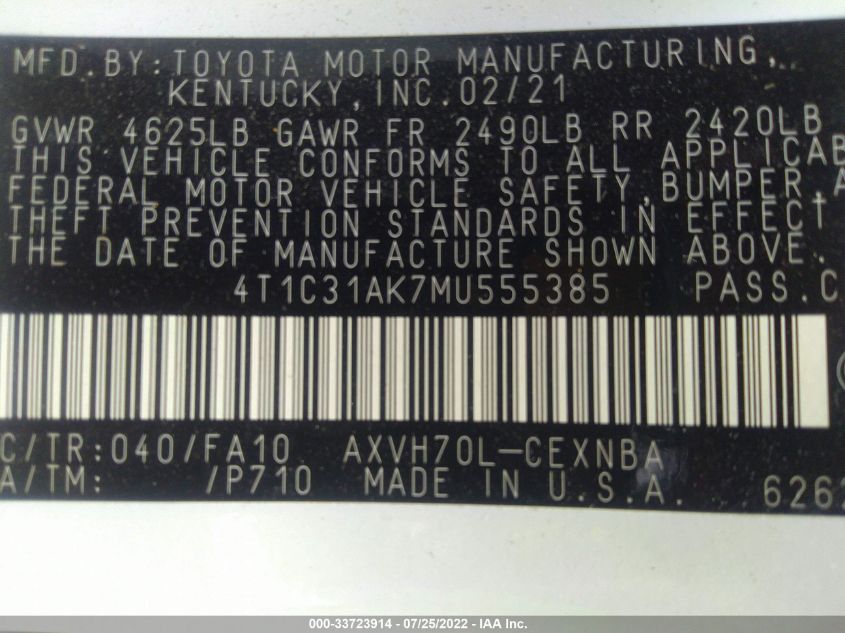 MFD.BY:TOYOTA MOTOR MANUFACTURING,
KENTUCKY,INC.02/21
GVWR 4625LB GAWR FR 2490LB RR 2420LB
THIS VEHICLE CONFORMS TO ALL APPLICAB
FEDERAL MOTOR VEHICLE SAFETY,BUMPER,A
THEFT PREVENTION STANDARDS IN EFFECT
THE DATE OF MANUFACTURE SHOWN ABOVE.
4T1C31AK7MU555385 PASS.C
C/TR:040/FA10 AXVH70L-CEXNBA
A/TM: /P710 MADE IN U.S.A. 6262
000-33723914 - 07/25/2022 - IAA Inc.